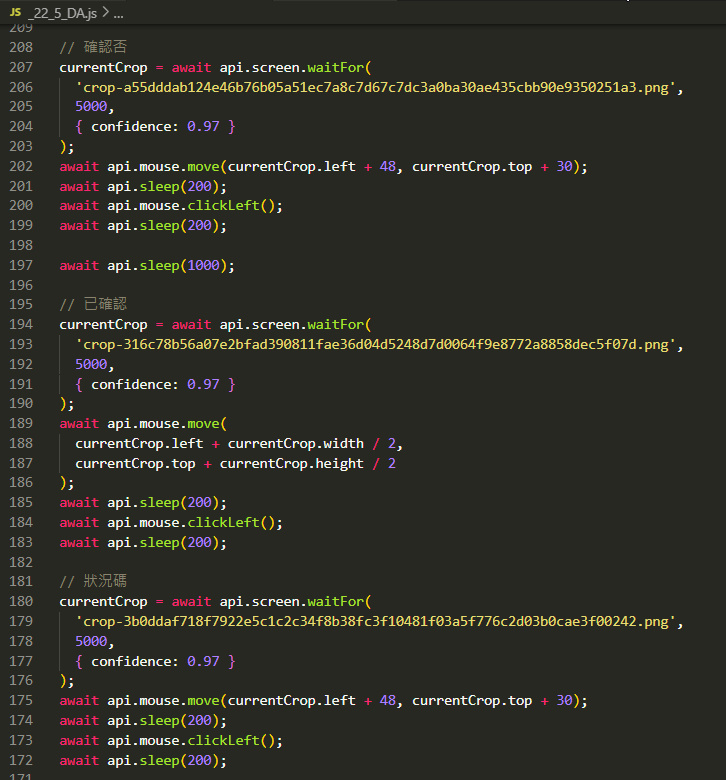 JS _22_5_DA.js > ...
209
208 // 確認否
207 currentCrop = await api.screen.waitFor(
206 'crop-a55dddab124e46b76b05a51ec7a8c7d67c7dc3a0ba30ae435cbb90e9350251a3.png',
205 5000,
204 { confidence: 0.97 }
203 );
202 await api.mouse.move(currentCrop.left + 48, currentCrop.top + 30);
201 await api.sleep(200);
200 await api.mouse.clickLeft();
199 await api.sleep(200);
198
197 await api.sleep(1000);
196
195 // 已確認
194 currentCrop = await api.screen.waitFor(
193 'crop-316c78b56a07e2bfad390811fae36d04d5248d7d0064f9e8772a8858dec5f07d.png',
192 5000,
191 { confidence: 0.97 }
190 );
189 await api.mouse.move(
188 currentCrop.left + currentCrop.width / 2,
187 currentCrop.top + currentCrop.height / 2
186 );
185 await api.sleep(200);
184 await api.mouse.clickLeft();
183 await api.sleep(200);
182
181 // 狀況碼
180 currentCrop = await api.screen.waitFor(
179 'crop-3b0ddaf718f7922e5c1c2c34f8b38fc3f10481f03a5f776c2d03b0cae3f00242.png',
178 5000,
177 { confidence: 0.97 }
176 );
175 await api.mouse.move(currentCrop.left + 48, currentCrop.top + 30);
174 await api.sleep(200);
173 await api.mouse.clickLeft();
172 await api.sleep(200);
171